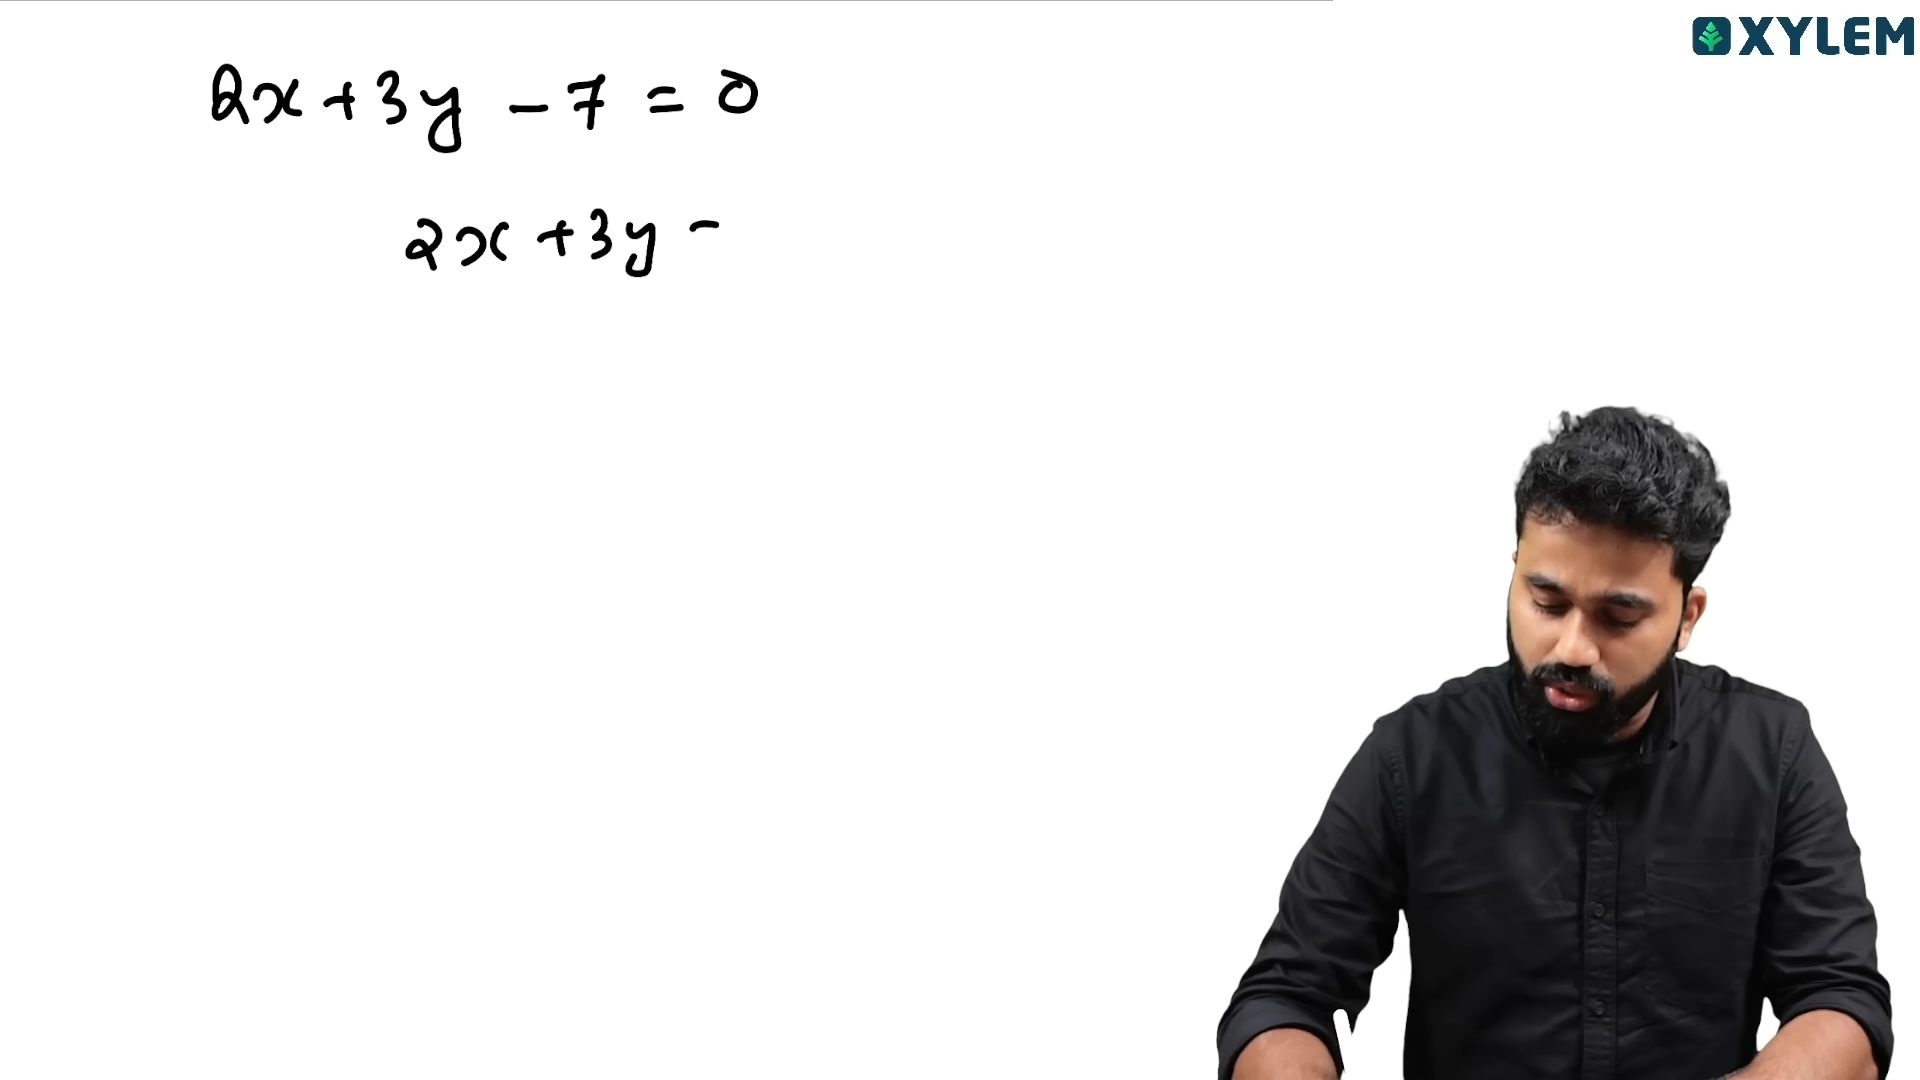 XYLEM
2x + 3y - 7 = 0
2x + 3y -